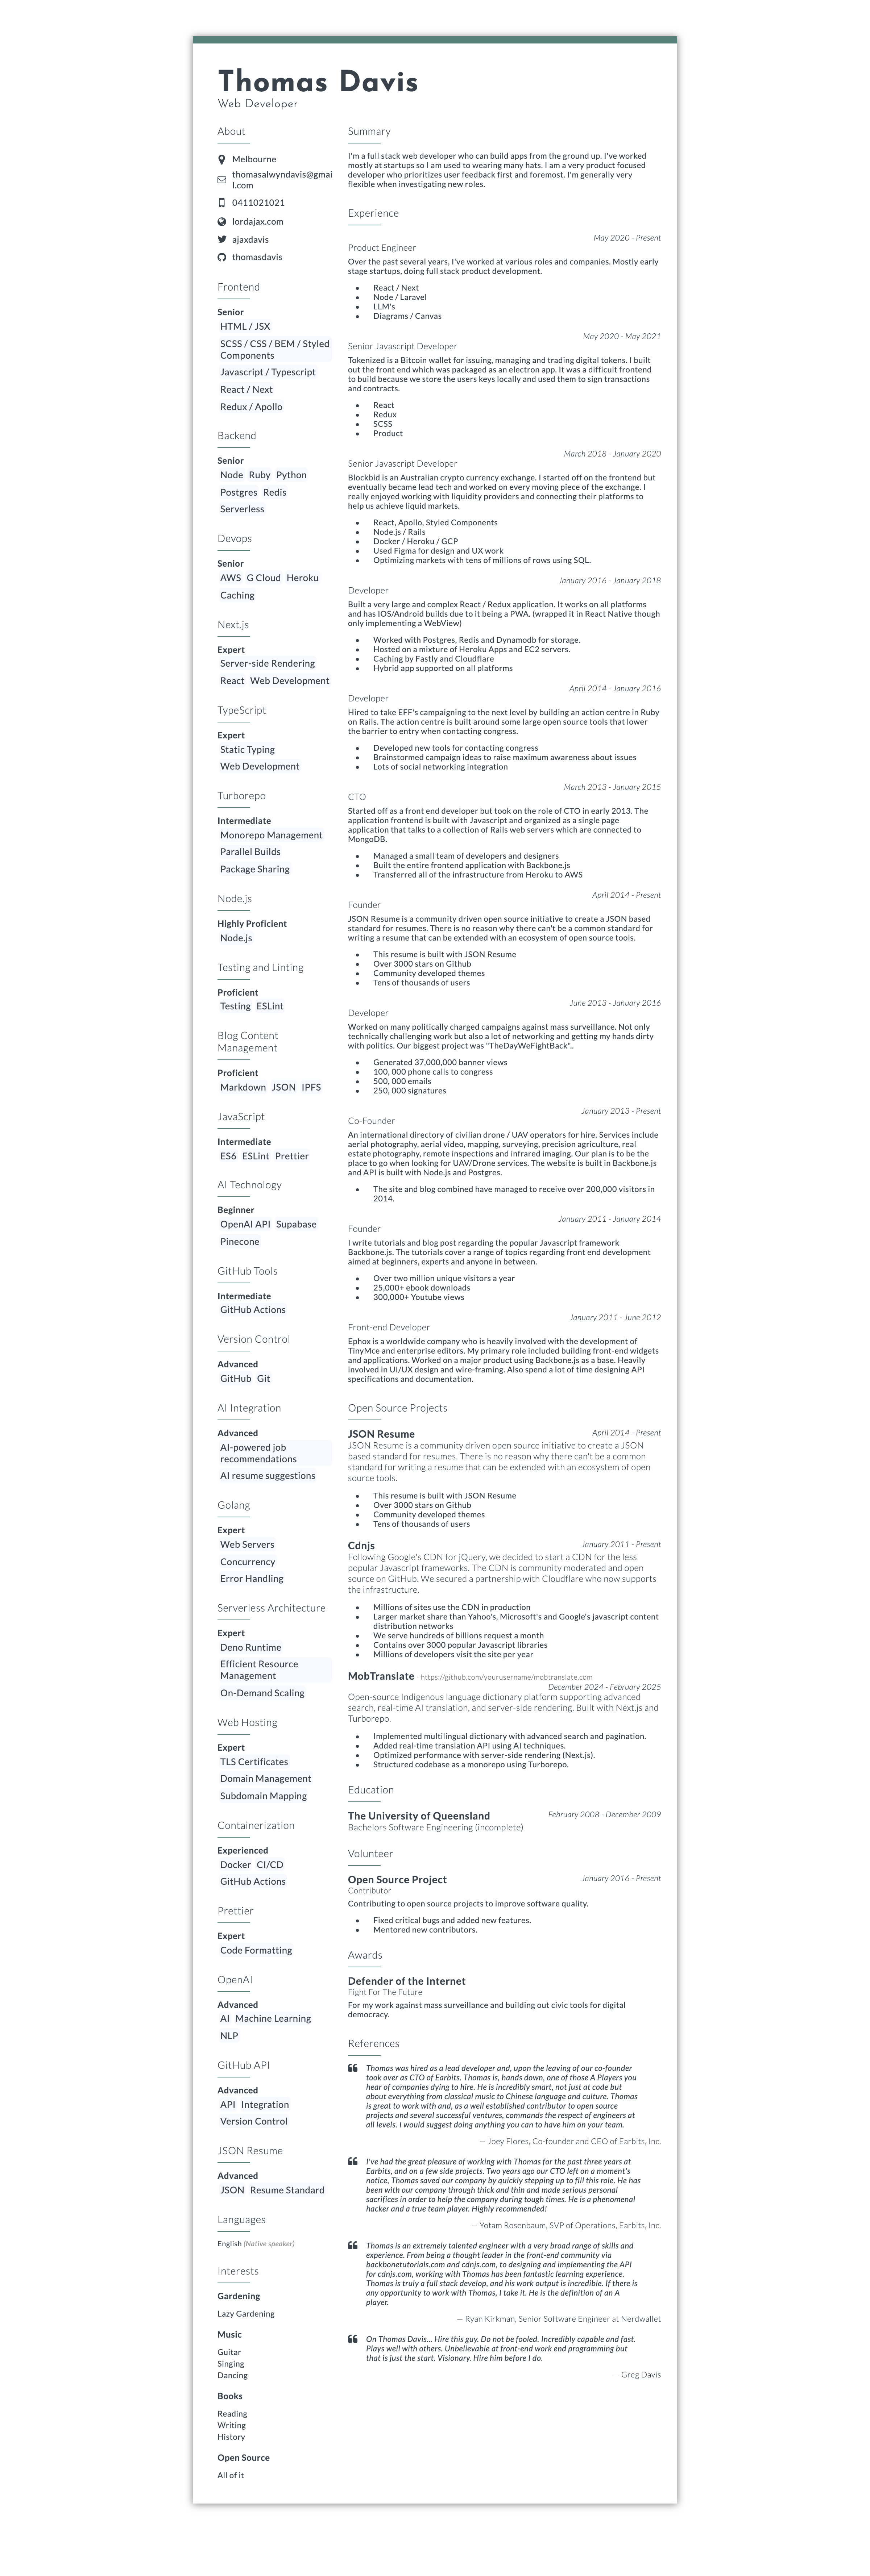 Thomas Davis
Web Developer
About
Melbourne
thomasalwyndavis@gmai
l.com
0411021021
lordajax.com
ajaxdavis
thomasdavis
Frontend
Senior
HTML / JSX
SCSS / CSS / BEM / Styled
Components
Javascript / Typescript
React / Next
Redux / Apollo
Backend
Senior
Node Ruby Python
Postgres Redis
Serverless
Devops
Senior
AWS G Cloud Heroku
Caching
Next.js
Expert
Server-side Rendering
React Web Development
TypeScript
Expert
Static Typing
Web Development
Turborepo
Intermediate
Monorepo Management
Parallel Builds
Package Sharing
Node.js
Highly Proficient
Node.js
Testing and Linting
Proficient
Testing ESLint
Blog Content
Management
Proficient
Markdown JSON IPFS
JavaScript
Intermediate
ES6 ESLint Prettier
AI Technology
Beginner
OpenAI API Supabase
Pinecone
GitHub Tools
Intermediate
GitHub Actions
Version Control
Advanced
GitHub Git
AI Integration
Advanced
AI-powered job
recommendations
AI resume suggestions
Golang
Expert
Web Servers
Concurrency
Error Handling
Serverless Architecture
Expert
Deno Runtime
Efficient Resource
Management
On-Demand Scaling
Web Hosting
Expert
TLS Certificates
Domain Management
Subdomain Mapping
Containerization
Experienced
Docker CI/CD
GitHub Actions
Prettier
Expert
Code Formatting
OpenAI
Advanced
AI Machine Learning
NLP
GitHub API
Advanced
API Integration
Version Control
JSON Resume
Advanced
JSON Resume Standard
Languages
English (Native speaker)
Interests
Gardening
Lazy Gardening
Music
Guitar
Singing
Dancing
Books
Reading
Writing
History
Open Source
All of it
Summary
I'm a full stack web developer who can build apps from the ground up. I've worked
mostly at startups so I am used to wearing many hats. I am a very product focused
developer who prioritizes user feedback first and foremost. I'm generally very
flexible when investigating new roles.
Experience
May 2020 - Present
Product Engineer
Over the past several years, I've worked at various roles and companies. Mostly early
stage startups, doing full stack product development.
• React / Next
• Node / Laravel
• LLM's
• Diagrams / Canvas
May 2020 - May 2021
Senior Javascript Developer
Tokenized is a Bitcoin wallet for issuing, managing and trading digital tokens. I built
out the front end which was packaged as an electron app. It was a difficult frontend
to build because we store the users keys locally and used them to sign transactions
and contracts.
• React
• Redux
• SCSS
• Product
March 2018 - January 2020
Senior Javascript Developer
Blockbid is an Australian crypto currency exchange. I started off on the frontend but
eventually became lead tech and worked on every moving piece of the exchange. I
really enjoyed working with liquidity providers and connecting their platforms to
help us achieve liquid markets.
• React, Apollo, Styled Components
• Node.js / Rails
• Docker / Heroku / GCP
• Used Figma for design and UX work
• Optimizing markets with tens of millions of rows using SQL.
January 2016 - January 2018
Developer
Built a very large and complex React / Redux application. It works on all platforms
and has IOS/Android builds due to it being a PWA. (wrapped it in React Native though
only implementing a WebView)
• Worked with Postgres, Redis and Dynamodb for storage.
• Hosted on a mixture of Heroku Apps and EC2 servers.
• Caching by Fastly and Cloudflare
• Hybrid app supported on all platforms
April 2014 - January 2016
Developer
Hired to take EFF's campaigning to the next level by building an action centre in Ruby
on Rails. The action centre is built around some large open source tools that lower
the barrier to entry when contacting congress.
• Developed new tools for contacting congress
• Brainstormed campaign ideas to raise maximum awareness about issues
• Lots of social networking integration
March 2013 - January 2015
CTO
Started off as a front end developer but took on the role of CTO in early 2013. The
application frontend is built with Javascript and organized as a single page
application that talks to a collection of Rails web servers which are connected to
MongoDB.
• Managed a small team of developers and designers
• Built the entire frontend application with Backbone.js
• Transferred all of the infrastructure from Heroku to AWS
April 2014 - Present
Founder
JSON Resume is a community driven open source initiative to create a JSON based
standard for resumes. There is no reason why there can't be a common standard for
writing a resume that can be extended with an ecosystem of open source tools.
• This resume is built with JSON Resume
• Over 3000 stars on Github
• Community developed themes
• Tens of thousands of users
June 2013 - January 2016
Developer
Worked on many politically charged campaigns against mass surveillance. Not only
technically challenging work but also a lot of networking and getting my hands dirty
with politics. Our biggest project was "TheDayWeFightBack"..
• Generated 37,000,000 banner views
• 100, 000 phone calls to congress
• 500, 000 emails
• 250, 000 signatures
January 2013 - Present
Co-Founder
An international directory of civilian drone / UAV operators for hire. Services include
aerial photography, aerial video, mapping, surveying, precision agriculture, real
estate photography, remote inspections and infrared imaging. Our plan is to be the
place to go when looking for UAV/Drone services. The website is built in Backbone.js
and API is built with Node.js and Postgres.
• The site and blog combined have managed to receive over 200,000 visitors in
2014.
January 2011 - January 2014
Founder
I write tutorials and blog post regarding the popular Javascript framework
Backbone.js. The tutorials cover a range of topics regarding front end development
aimed at beginners, experts and anyone in between.
• Over two million unique visitors a year
• 25,000+ ebook downloads
• 300,000+ Youtube views
January 2011 - June 2012
Front-end Developer
Ephox is a worldwide company who is heavily involved with the development of
TinyMce and enterprise editors. My primary role included building front-end widgets
and applications. Worked on a major product using Backbone.js as a base. Heavily
involved in UI/UX design and wire-framing. Also spend a lot of time designing API
specifications and documentation.
Open Source Projects
JSON Resume April 2014 - Present
JSON Resume is a community driven open source initiative to create a JSON
based standard for resumes. There is no reason why there can't be a common
standard for writing a resume that can be extended with an ecosystem of open
source tools.
• This resume is built with JSON Resume
• Over 3000 stars on Github
• Community developed themes
• Tens of thousands of users
Cdnjs January 2011 - Present
Following Google's CDN for jQuery, we decided to start a CDN for the less
popular Javascript frameworks. The CDN is community moderated and open
source on GitHub. We secured a partnership with Cloudflare who now supports
the infrastructure.
• Millions of sites use the CDN in production
• Larger market share than Yahoo's, Microsoft's and Google's javascript content
distribution networks
• We serve hundreds of billions request a month
• Contains over 3000 popular Javascript libraries
• Millions of developers visit the site per year
MobTranslate - https://github.com/yourusername/mobtranslate.com
December 2024 - February 2025
Open-source Indigenous language dictionary platform supporting advanced
search, real-time AI translation, and server-side rendering. Built with Next.js and
Turborepo.
• Implemented multilingual dictionary with advanced search and pagination.
• Added real-time translation API using AI techniques.
• Optimized performance with server-side rendering (Next.js).
• Structured codebase as a monorepo using Turborepo.
Education
The University of Queensland February 2008 - December 2009
Bachelors Software Engineering (incomplete)
Volunteer
Open Source Project January 2016 - Present
Contributor
Contributing to open source projects to improve software quality.
• Fixed critical bugs and added new features.
• Mentored new contributors.
Awards
Defender of the Internet
Fight For The Future
For my work against mass surveillance and building out civic tools for digital
democracy.
References
Thomas was hired as a lead developer and, upon the leaving of our co-founder
took over as CTO of Earbits. Thomas is, hands down, one of those A Players you
hear of companies dying to hire. He is incredibly smart, not just at code but
about everything from classical music to Chinese language and culture. Thomas
is great to work with and, as a well established contributor to open source
projects and several successful ventures, commands the respect of engineers at
all levels. I would suggest doing anything you can to have him on your team.
— Joey Flores, Co-founder and CEO of Earbits, Inc.
I've had the great pleasure of working with Thomas for the past three years at
Earbits, and on a few side projects. Two years ago our CTO left on a moment's
notice, Thomas saved our company by quickly stepping up to fill this role. He has
been with our company through thick and thin and made serious personal
sacrifices in order to help the company during tough times. He is a phenomenal
hacker and a true team player. Highly recommended!
— Yotam Rosenbaum, SVP of Operations, Earbits, Inc.
Thomas is an extremely talented engineer with a very broad range of skills and
experience. From being a thought leader in the front-end community via
backbonetutorials.com and cdnjs.com, to designing and implementing the API
for cdnjs.com, working with Thomas has been fantastic learning experience.
Thomas is truly a full stack develop, and his work output is incredible. If there is
any opportunity to work with Thomas, I take it. He is the definition of an A
player.
— Ryan Kirkman, Senior Software Engineer at Nerdwallet
On Thomas Davis... Hire this guy. Do not be fooled. Incredibly capable and fast.
Plays well with others. Unbelievable at front-end work end programming but
that is just the start. Visionary. Hire him before I do.
— Greg Davis